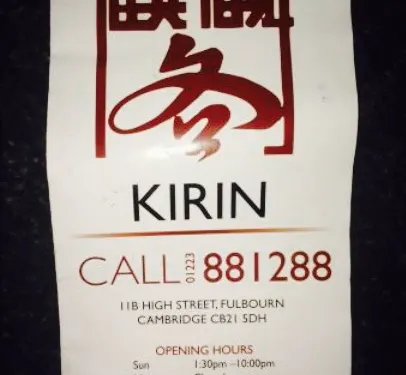 KIRIN
CALL 01223 881288
11B HIGH STREET, FULBOURN
CAMBRIDGE CB21 5DH
OPENING HOURS
Sun 1:30pm –10:00pm